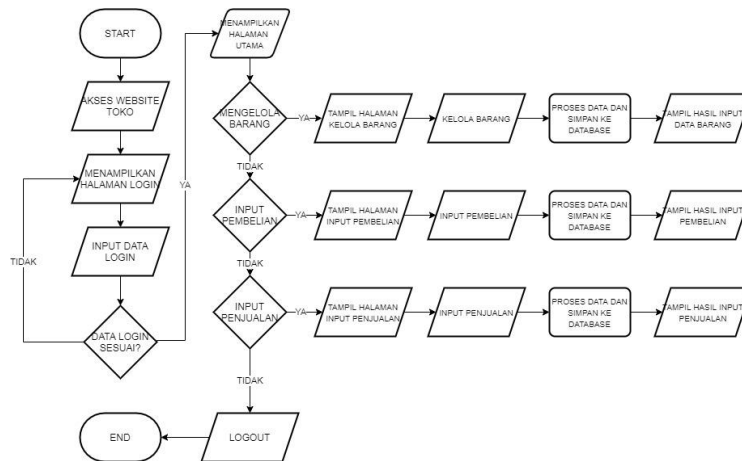 START
AKSES WEBSITE
TOKO
MENAMPILKAN
HALAMAN LOGIN
INPUT DATA
LOGIN
TIDAK
DATA LOGIN
SESUAI?
YA
MENAMPILKAN
HALAMAN
UTAMA
MENGELOLA
BARANG
YA
TAMPIL HALAMAN
KELOLA BARANG
KELOLA BARANG
PROSES DATA DAN
SIMPAN KE
DATABASE
TAMPIL HASIL INPUT
DATA BARANG
TIDAK
INPUT
PEMBELIAN
YA
TAMPIL HALAMAN
INPUT PEMBELIAN
INPUT PEMBELIAN
PROSES DATA DAN
SIMPAN KE
DATABASE
TAMPIL HASIL INPUT
PEMBELIAN
TIDAK
INPUT
PENJUALAN
YA
TAMPIL HALAMAN
INPUT PENJUALAN
INPUT PENJUALAN
PROSES DATA DAN
SIMPAN KE
DATABASE
TAMPIL HASIL INPUT
PENJUALAN
TIDAK
LOGOUT
END